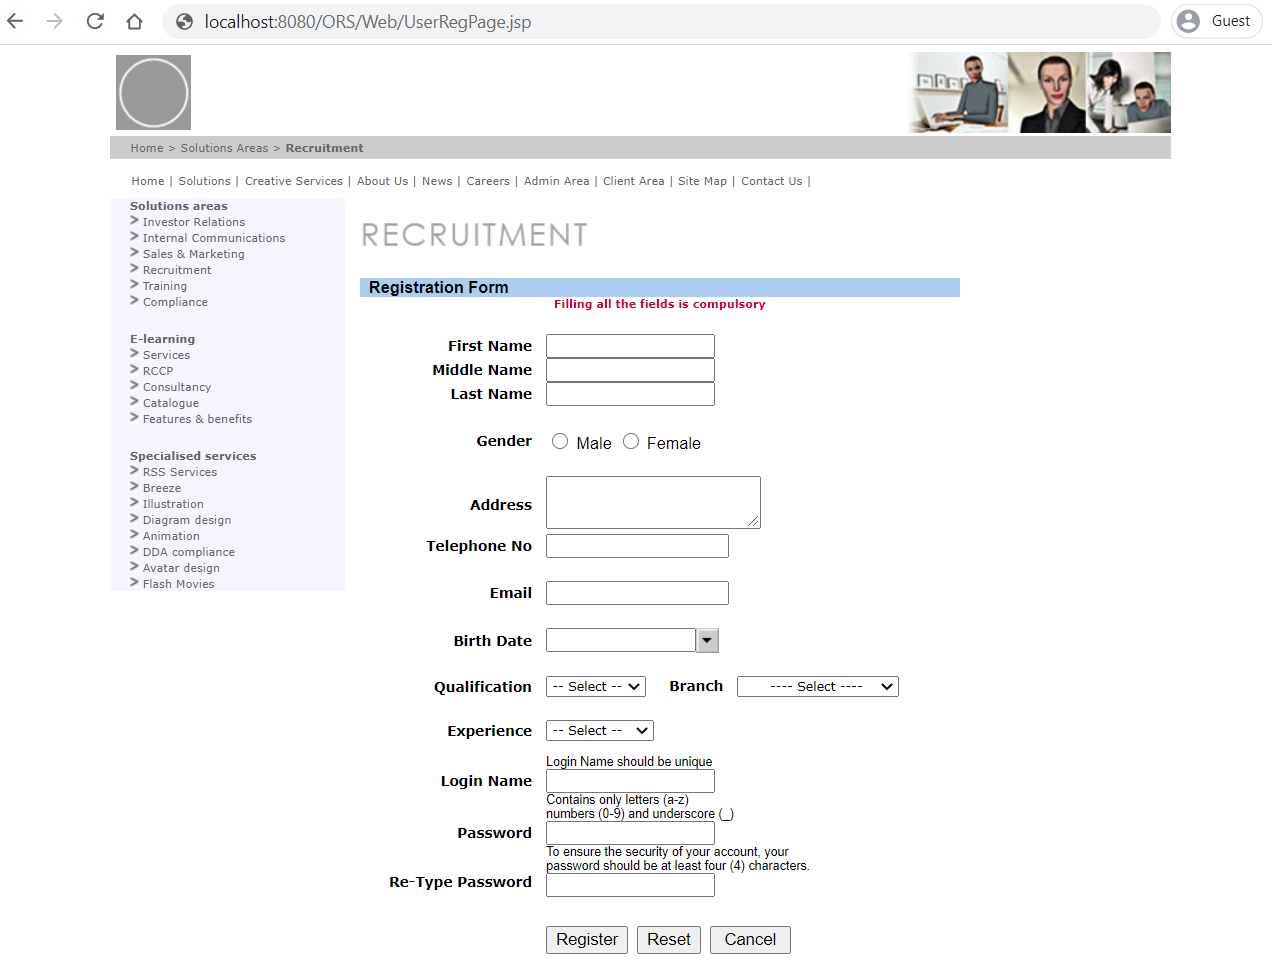 localhost:8080/ORS/Web/UserRegPage.jsp
Guest
Home > Solutions Areas > Recruitment
Home | Solutions | Creative Services | About Us | News | Careers | Admin Area | Client Area | Site Map | Contact Us |
Solutions areas
> Investor Relations
> Internal Communications
> Sales & Marketing
> Recruitment
> Training
> Compliance
E-learning
> Services
> RCCP
> Consultancy
> Catalogue
> Features & benefits
Specialised services
> RSS Services
> Breeze
> Illustration
> Diagram design
> Animation
> DDA compliance
> Avatar design
> Flash Movies
RECRUITMENT
Registration Form
Filling all the fields is compulsory
First Name
Middle Name
Last Name
Gender Male Female
Address
Telephone No
Email
Birth Date
Qualification -- Select -- Branch ---- Select ----
Experience -- Select --
Login Name should be unique
Login Name
Contains only letters (a-z)
numbers (0-9) and underscore (_)
Password
To ensure the security of your account, your
password should be at least four (4) characters.
Re-Type Password
Register Reset Cancel